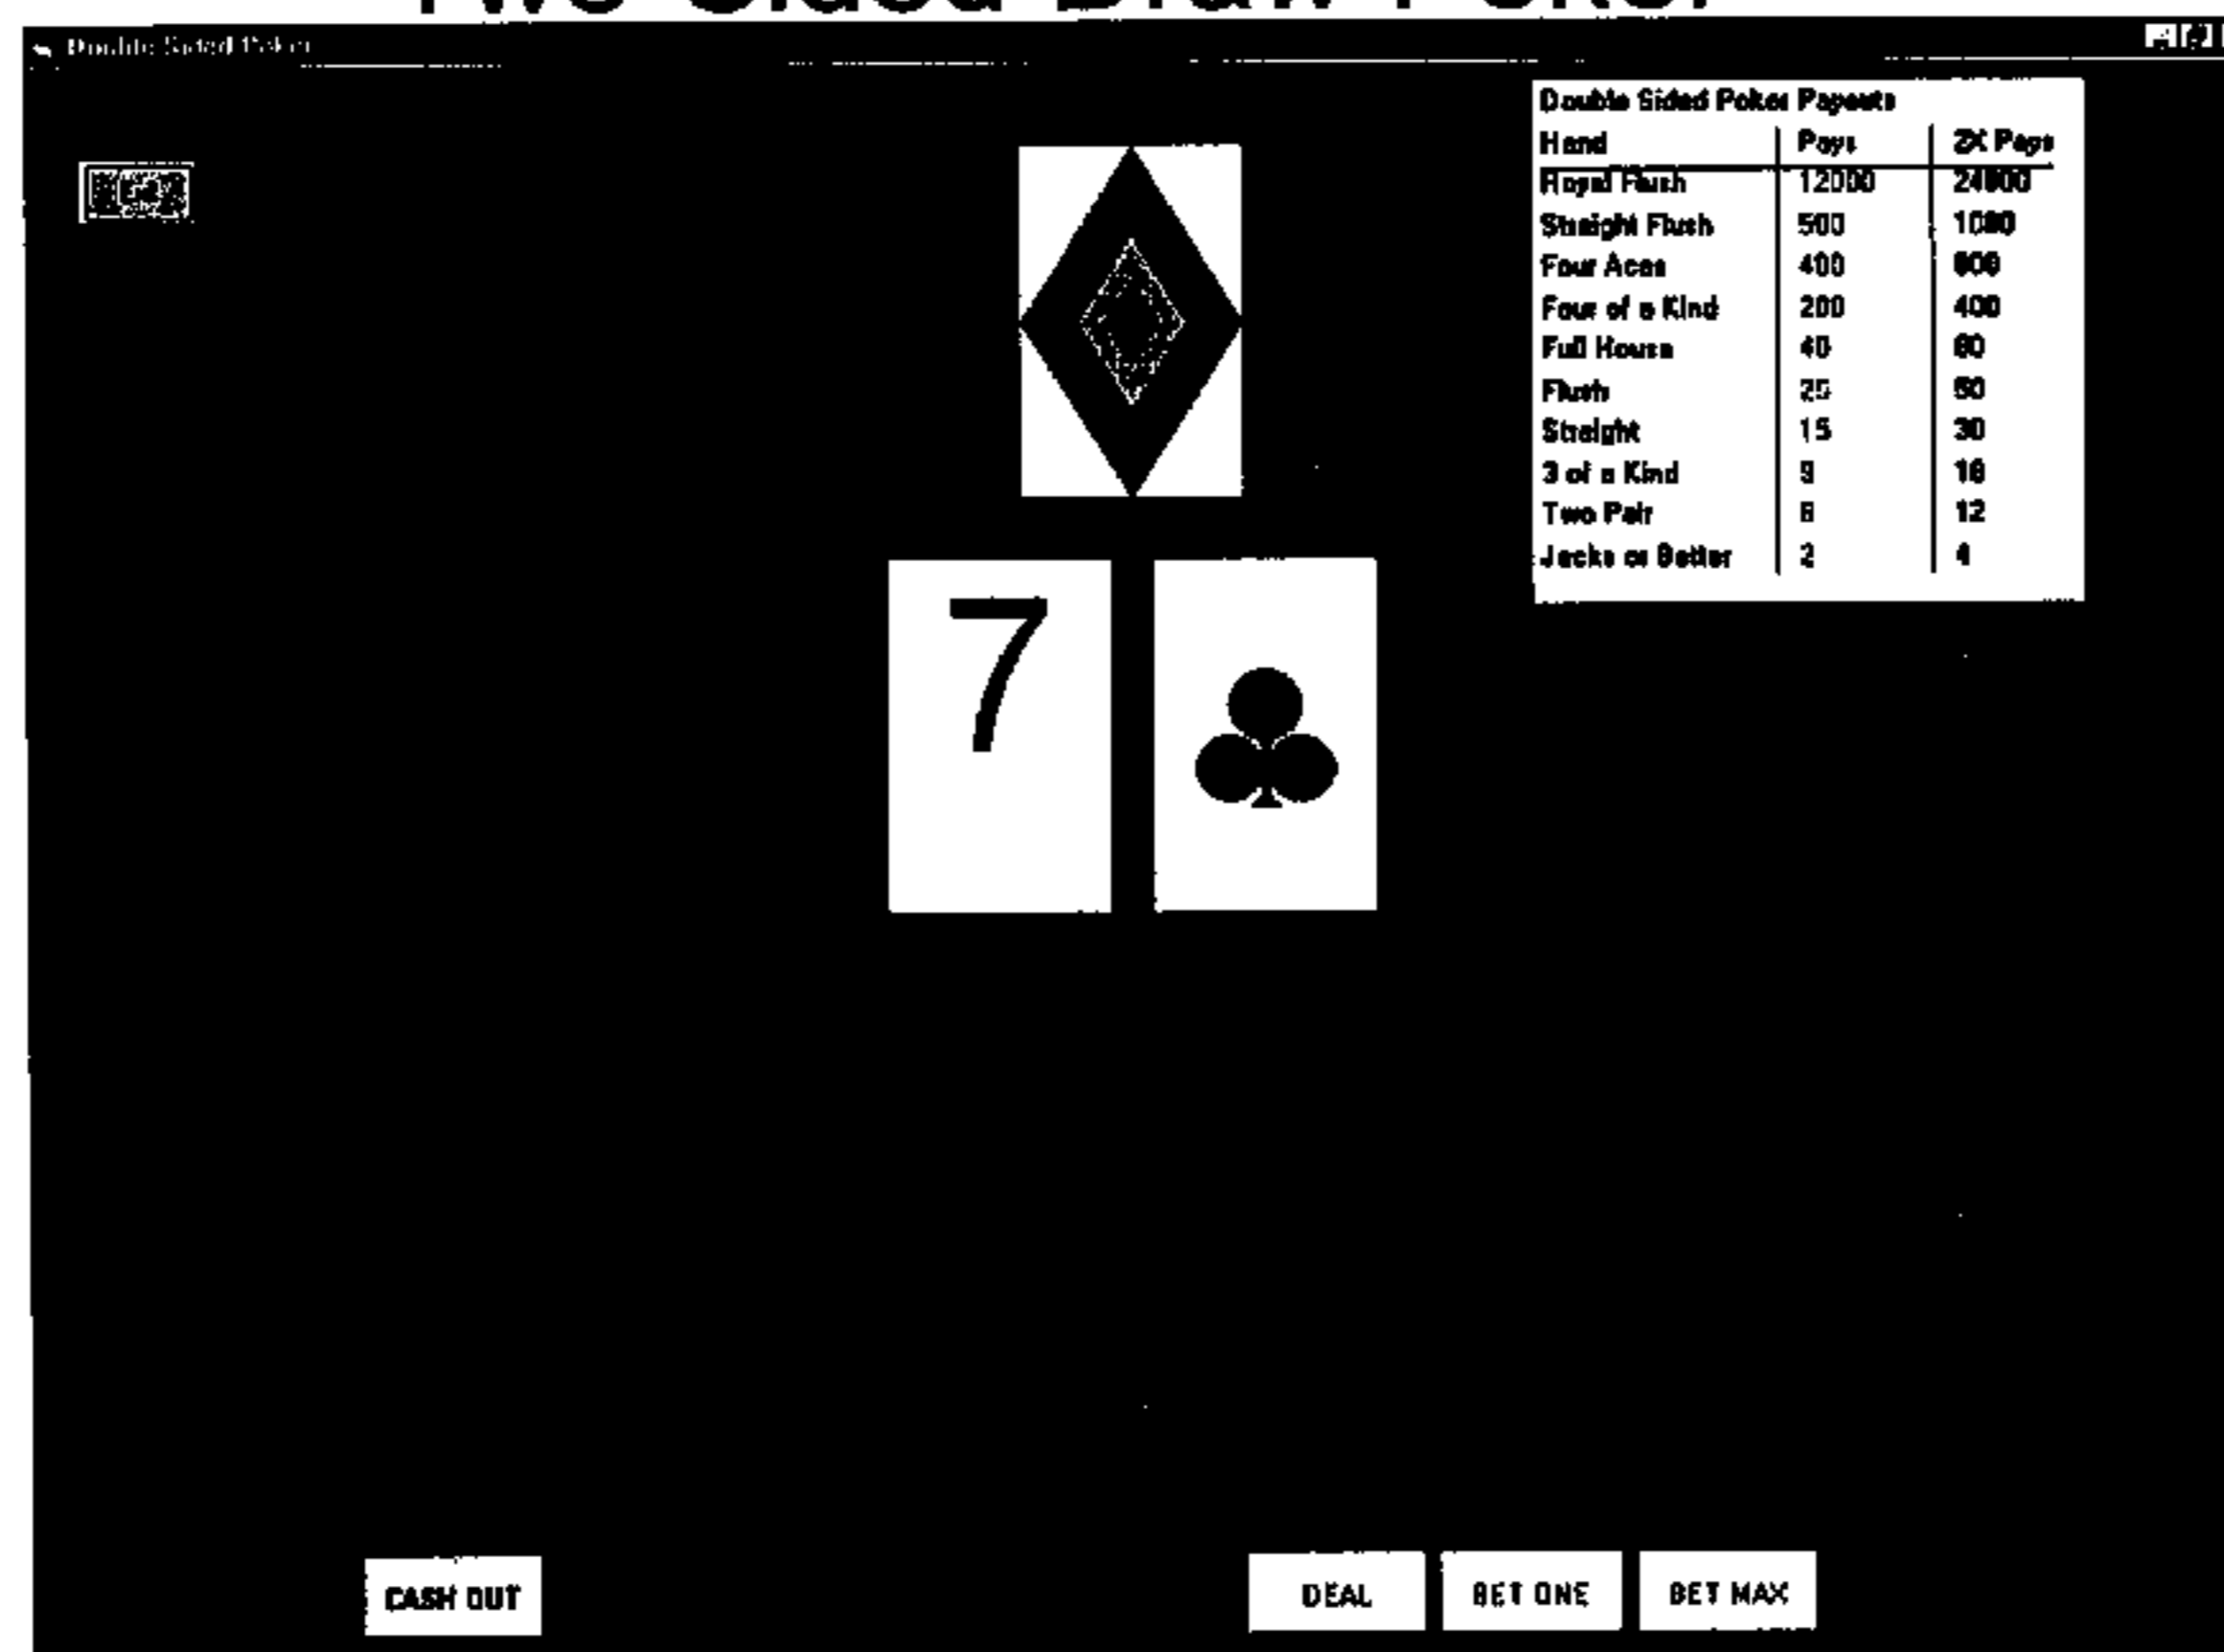 Two Sided Draw Poker
Double Sided Poker
Double Sided Poker Payouts
Hand Pays 2X Pays
Royal Flush 12000 24000
Straight Flush 500 1000
Four Aces 400 800
Four of a Kind 200 400
Full House 40 80
Flush 25 50
Straight 15 30
3 of a Kind 9 18
Two Pair 6 12
Jacks or Better 2 4
7
CASH OUT DEAL BET ONE BET MAX